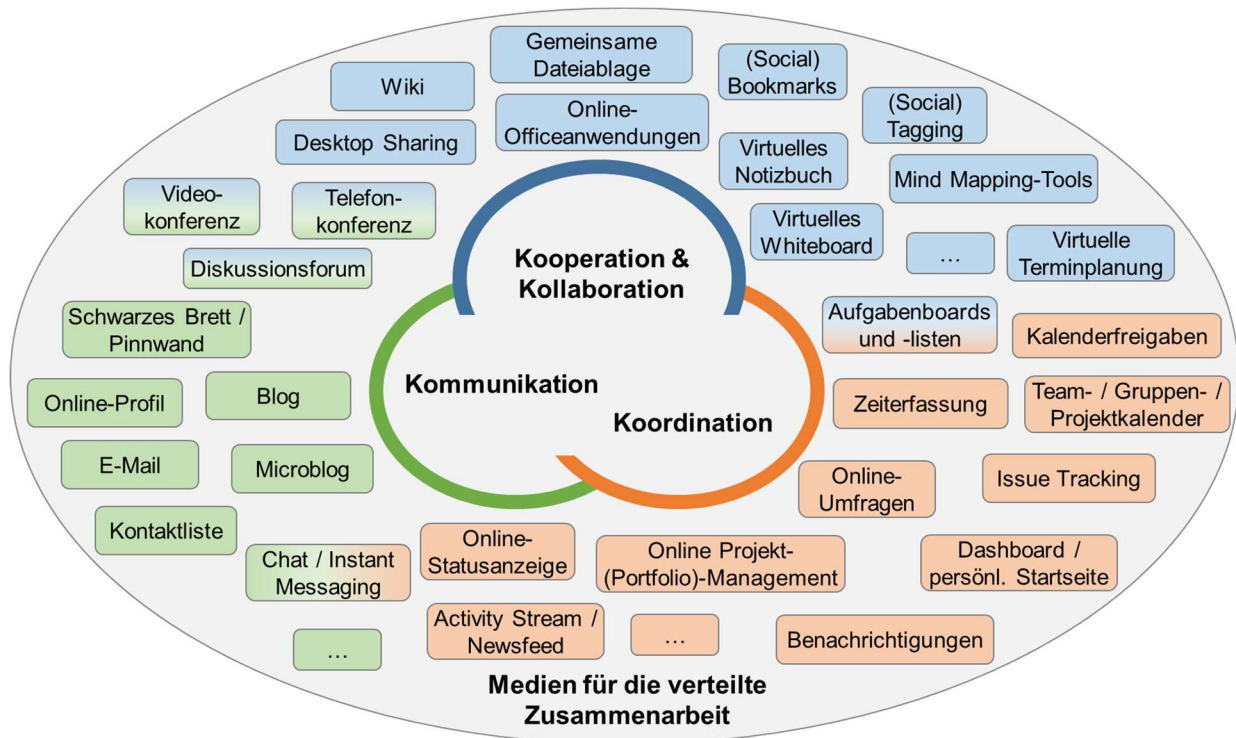 Gemeinsame
Dateiablage
(Social)
Bookmarks
Wiki
Online-
Officeanwendungen
(Social)
Tagging
Desktop Sharing
Virtuelles
Notizbuch
Mind Mapping-Tools
Video-
konferenz
Telefon-
konferenz
Virtuelles
Whiteboard
...
Virtuelle
Terminplanung
Diskussionsforum
Kooperation &
Kollaboration
Schwarzes Brett /
Pinnwand
Aufgabenboards
und -listen
Kalenderfreigaben
Online-Profil
Blog
Kommunikation
Koordination
Zeiterfassung
Team- / Gruppen- /
Projektkalender
E-Mail
Microblog
Online-
Umfragen
Issue Tracking
Kontaktliste
Chat / Instant
Messaging
Online-
Statusanzeige
Online Projekt-
(Portfolio)-Management
Dashboard /
persönl. Startseite
...
Activity Stream /
Newsfeed
...
Benachrichtigungen
Medien für die verteilte
Zusammenarbeit